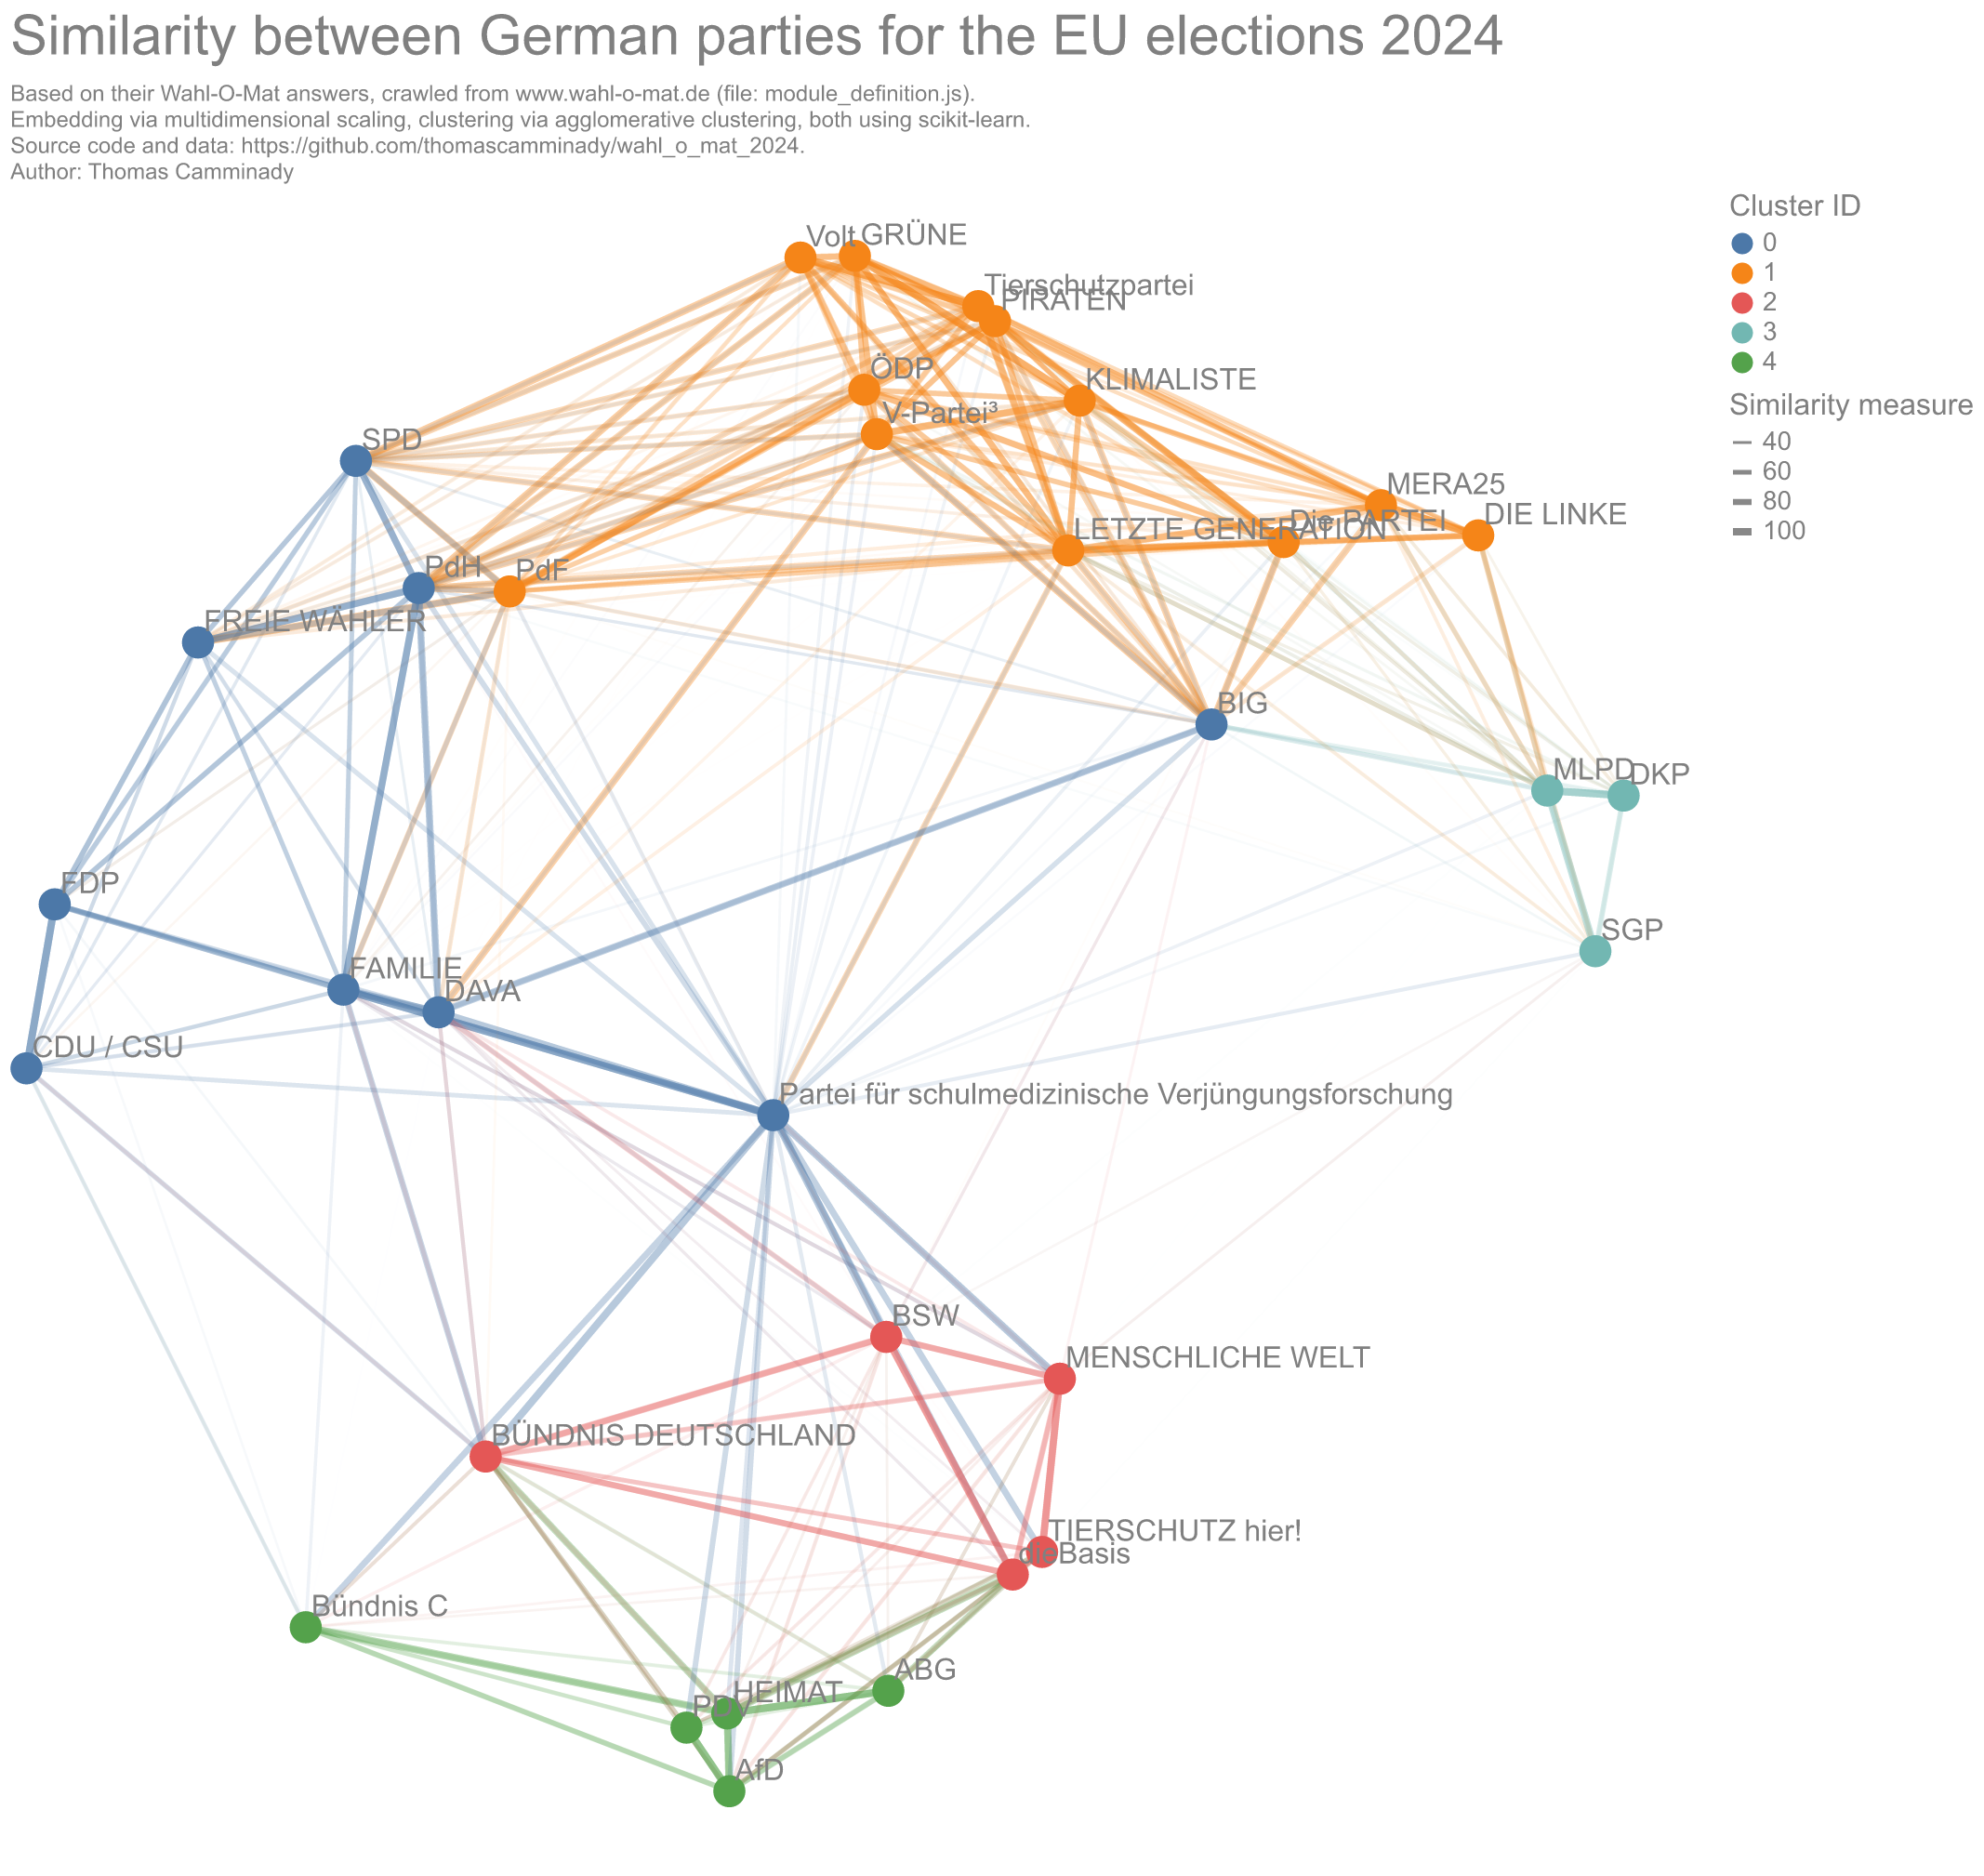 Similarity between German parties for the EU elections 2024
Based on their Wahl-O-Mat answers, crawled from www.wahl-o-mat.de (file: module_definition.js).
Embedding via multidimensional scaling, clustering via agglomerative clustering, both using scikit-learn.
Source code and data: https://github.com/thomascamminady/wahl_o_mat_2024.
Author: Thomas Camminady
Cluster ID
0
1
2
3
4
Similarity measure
40
60
80
100
Volt
GRÜNE
Tierschutzpartei
PIRATEN
ÖDP
KLIMALISTE
V-Partei³
SPD
MERA25
DIE LINKE
Die PARTEI
LETZTE GENERATION
PdH
PdF
FREIE WÄHLER
BIG
MLPD
DKP
FDP
SGP
FAMILIE
DAVA
CDU / CSU
Partei für schulmedizinische Verjüngungsforschung
BSW
MENSCHLICHE WELT
BÜNDNIS DEUTSCHLAND
TIERSCHUTZ hier!
dieBasis
Bündnis C
ABG
HEIMAT
PDV
AfD